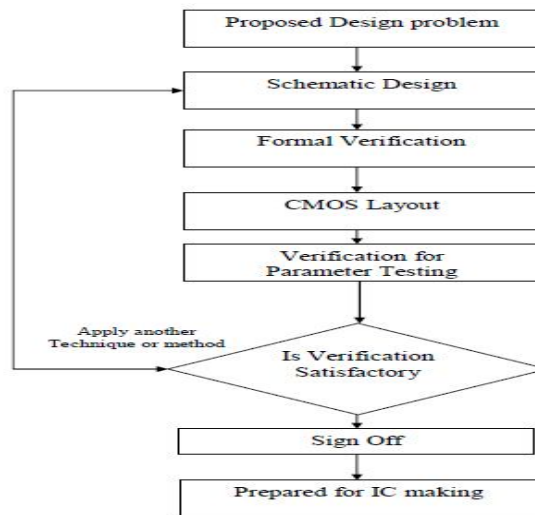 Proposed Design problem
Schematic Design
Formal Verification
CMOS Layout
Verification for
Parameter Testing
Apply another
Technique or method
Is Verification
Satisfactory
Sign Off
Prepared for IC making